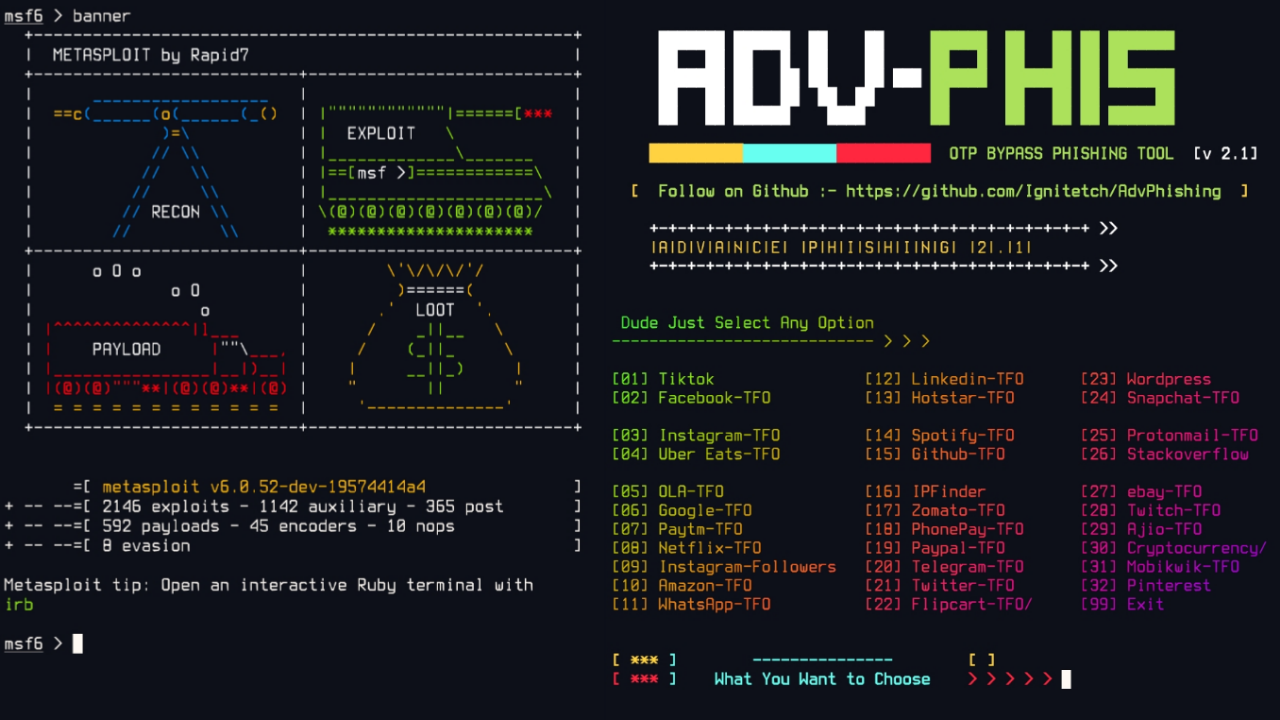 msf6 > banner
METASPLOIT by Rapid7
==c(______(o(______(_()
|""""""""""""|======[***
)=\
EXPLOIT
RECON
|==[msf >]============\
\(@)(@)(@)(@)(@)(@)(@)/
*********************
o O o
o O
o
\'\/\/\/'/
)======(
LOOT
PAYLOAD
|(@)(@)"""**|(@)(@)**|(@)
= = = = = = = = = = = =
=[ metasploit v6.0.52-dev-19574414a4 ]
+ -- --=[ 2146 exploits - 1142 auxiliary - 365 post ]
+ -- --=[ 592 payloads - 45 encoders - 10 nops ]
+ -- --=[ 8 evasion ]
Metasploit tip: Open an interactive Ruby terminal with
irb
msf6 >
ADV-PHIS
OTP BYPASS PHISHING TOOL [v 2.1]
[ Follow on Github :- https://github.com/Ignitetch/AdvPhishing ]
+-+-+-+-+-+-+-+-+-+-+-+-+-+-+-+-+-+-+-+-+-+-+-+ >>
|A|D|V|A|N|C|E| |P|H|I|S|H|I|N|G| |2|.|1|
+-+-+-+-+-+-+-+-+-+-+-+-+-+-+-+-+-+-+-+-+-+-+-+ >>
Dude Just Select Any Option
---------------------------- > > >
[01] Tiktok [12] Linkedin-TFO [23] Wordpress
[02] Facebook-TFO [13] Hotstar-TFO [24] Snapchat-TFO
[03] Instagram-TFO [14] Spotify-TFO [25] Protonmail-TFO
[04] Uber Eats-TFO [15] Github-TFO [26] Stackoverflow
[05] OLA-TFO [16] IPFinder [27] ebay-TFO
[06] Google-TFO [17] Zomato-TFO [28] Twitch-TFO
[07] Paytm-TFO [18] PhonePay-TFO [29] Ajio-TFO
[08] Netflix-TFO [19] Paypal-TFO [30] Cryptocurrency/
[09] Instagram-Followers [20] Telegram-TFO [31] Mobikwik-TFO
[10] Amazon-TFO [21] Twitter-TFO [32] Pinterest
[11] WhatsApp-TFO [22] Flipcart-TFO/ [99] Exit
[ *** ] --------------- [ ]
[ *** ] What You Want to Choose > > > > >